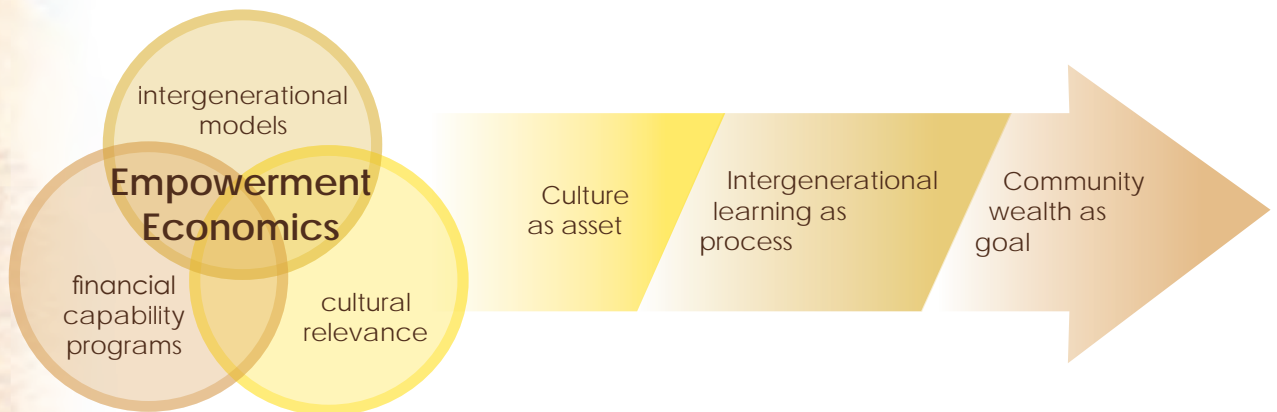 intergenerational
models
Empowerment
Economics
financial
capability
programs
cultural
relevance
Culture
as asset
Intergenerational
learning as
process
Community
wealth as
goal